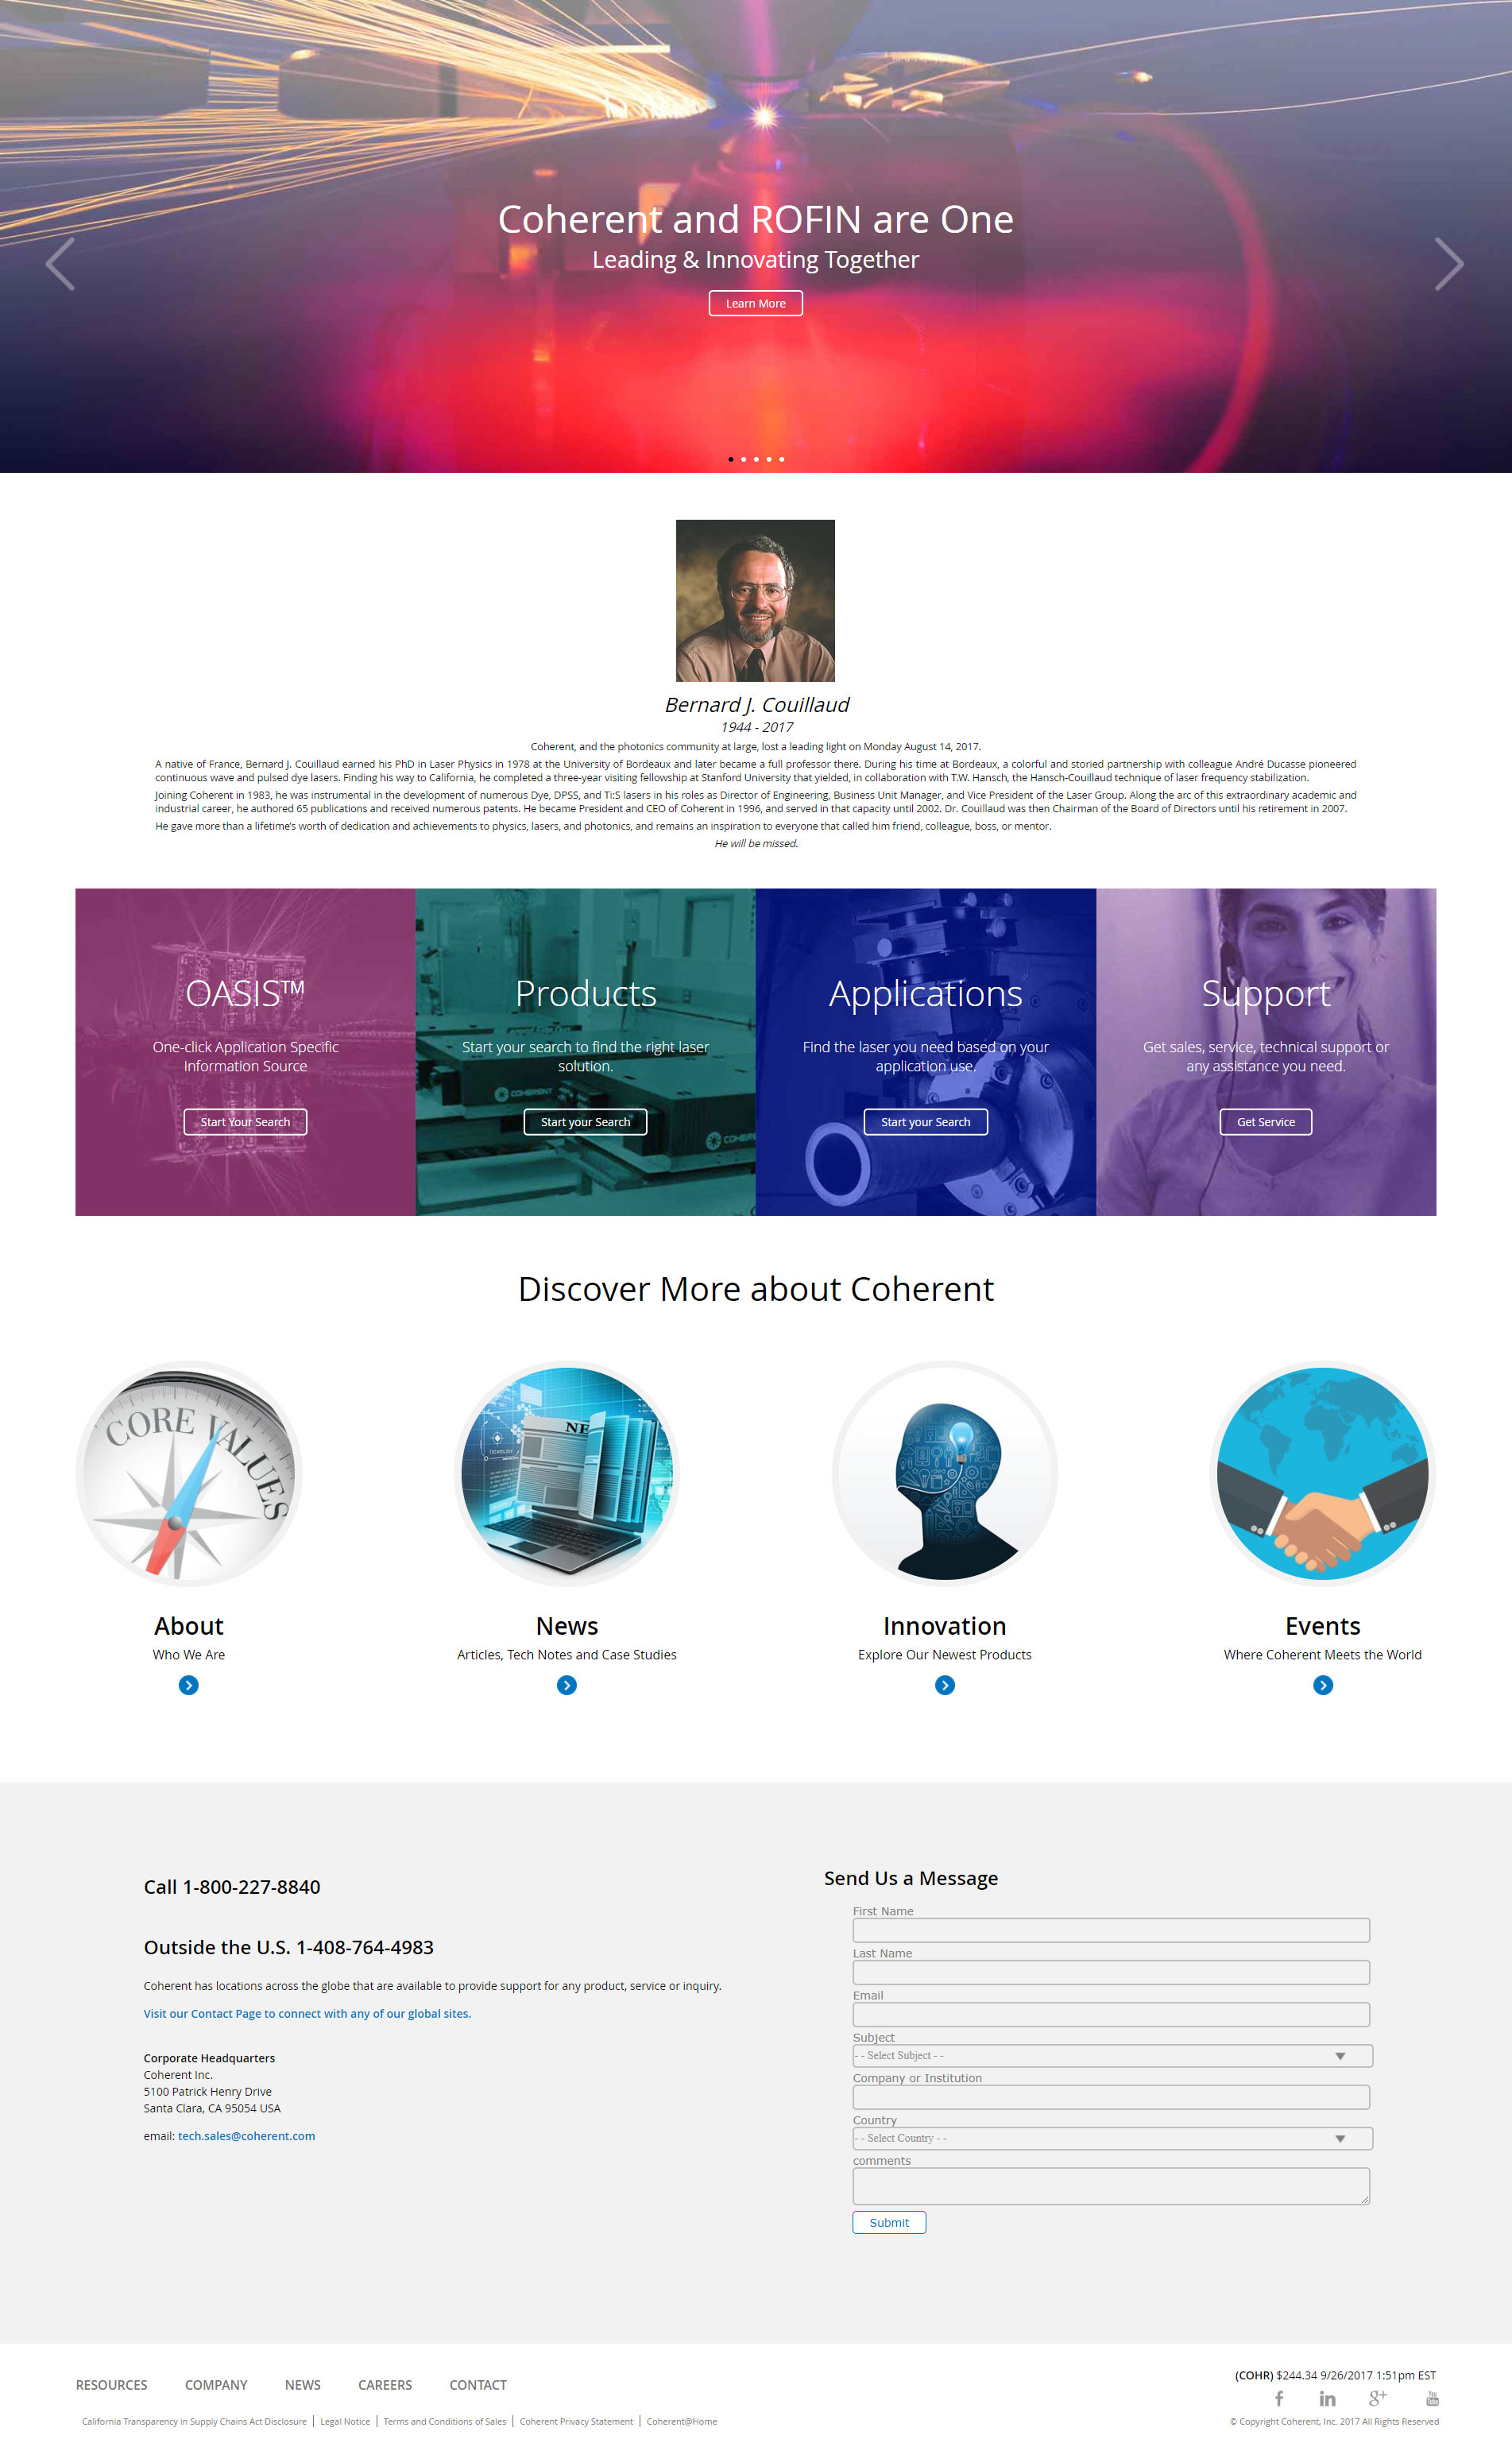 Coherent and ROFIN are One
Leading & Innovating Together
Learn More
Bernard J. Couillaud
1944 - 2017
Coherent, and the photonics community at large, lost a leading light on Monday August 14, 2017.
A native of France, Bernard J. Couillaud earned his PhD in Laser Physics in 1978 at the University of Bordeaux and later became a full professor there. During his time at Bordeaux, a colorful and storied partnership with colleague André Ducasse pioneered
continuous wave and pulsed dye lasers. Finding his way to California, he completed a three-year visiting fellowship at Stanford University that yielded, in collaboration with T.W. Hansch, the Hansch-Couillaud technique of laser frequency stabilization.
Joining Coherent in 1983, he was instrumental in the development of numerous Dye, DPSS, and Ti:S lasers in his roles as Director of Engineering, Business Unit Manager, and Vice President of the Laser Group. Along the arc of this extraordinary academic and
industrial career, he authored 65 publications and received numerous patents. He became President and CEO of Coherent in 1996, and served in that capacity until 2002. Dr. Couillaud was then Chairman of the Board of Directors until his retirement in 2007.
He gave more than a lifetime's worth of dedication and achievements to physics, lasers, and photonics, and remains an inspiration to everyone that called him friend, colleague, boss, or mentor.
He will be missed.
OASIS™
One-click Application Specific
Information Source
Start Your Search
Products
Start your search to find the right laser
solution.
COHERENT
Start your Search
COHERE
Applications
Find the laser you need based on your
application use.
Start your Search
Support
Get sales, service, technical support or
any assistance you need.
Get Service
Discover More about Coherent
CORE VALUES
TECHNOLOGY
NE
About
Who We Are
News
Articles, Tech Notes and Case Studies
Innovation
Explore Our Newest Products
Events
Where Coherent Meets the World
Call 1-800-227-8840
Outside the U.S. 1-408-764-4983
Coherent has locations across the globe that are available to provide support for any product, service or inquiry.
Visit our Contact Page to connect with any of our global sites.
Corporate Headquarters
Coherent Inc.
5100 Patrick Henry Drive
Santa Clara, CA 95054 USA
email: tech.sales@coherent.com
Send Us a Message
First Name
Last Name
Email
Subject
- - Select Subject - -
Company or Institution
Country
- - Select Country - -
comments
Submit
RESOURCES COMPANY NEWS CAREERS CONTACT
California Transparency in Supply Chains Act Disclosure | Legal Notice | Terms and Conditions of Sales | Coherent Privacy Statement | Coherent@Home
(COHR) $244.34 9/26/2017 1:51pm EST
f in g+ You Tube
© Copyright Coherent, Inc. 2017 All Rights Reserved